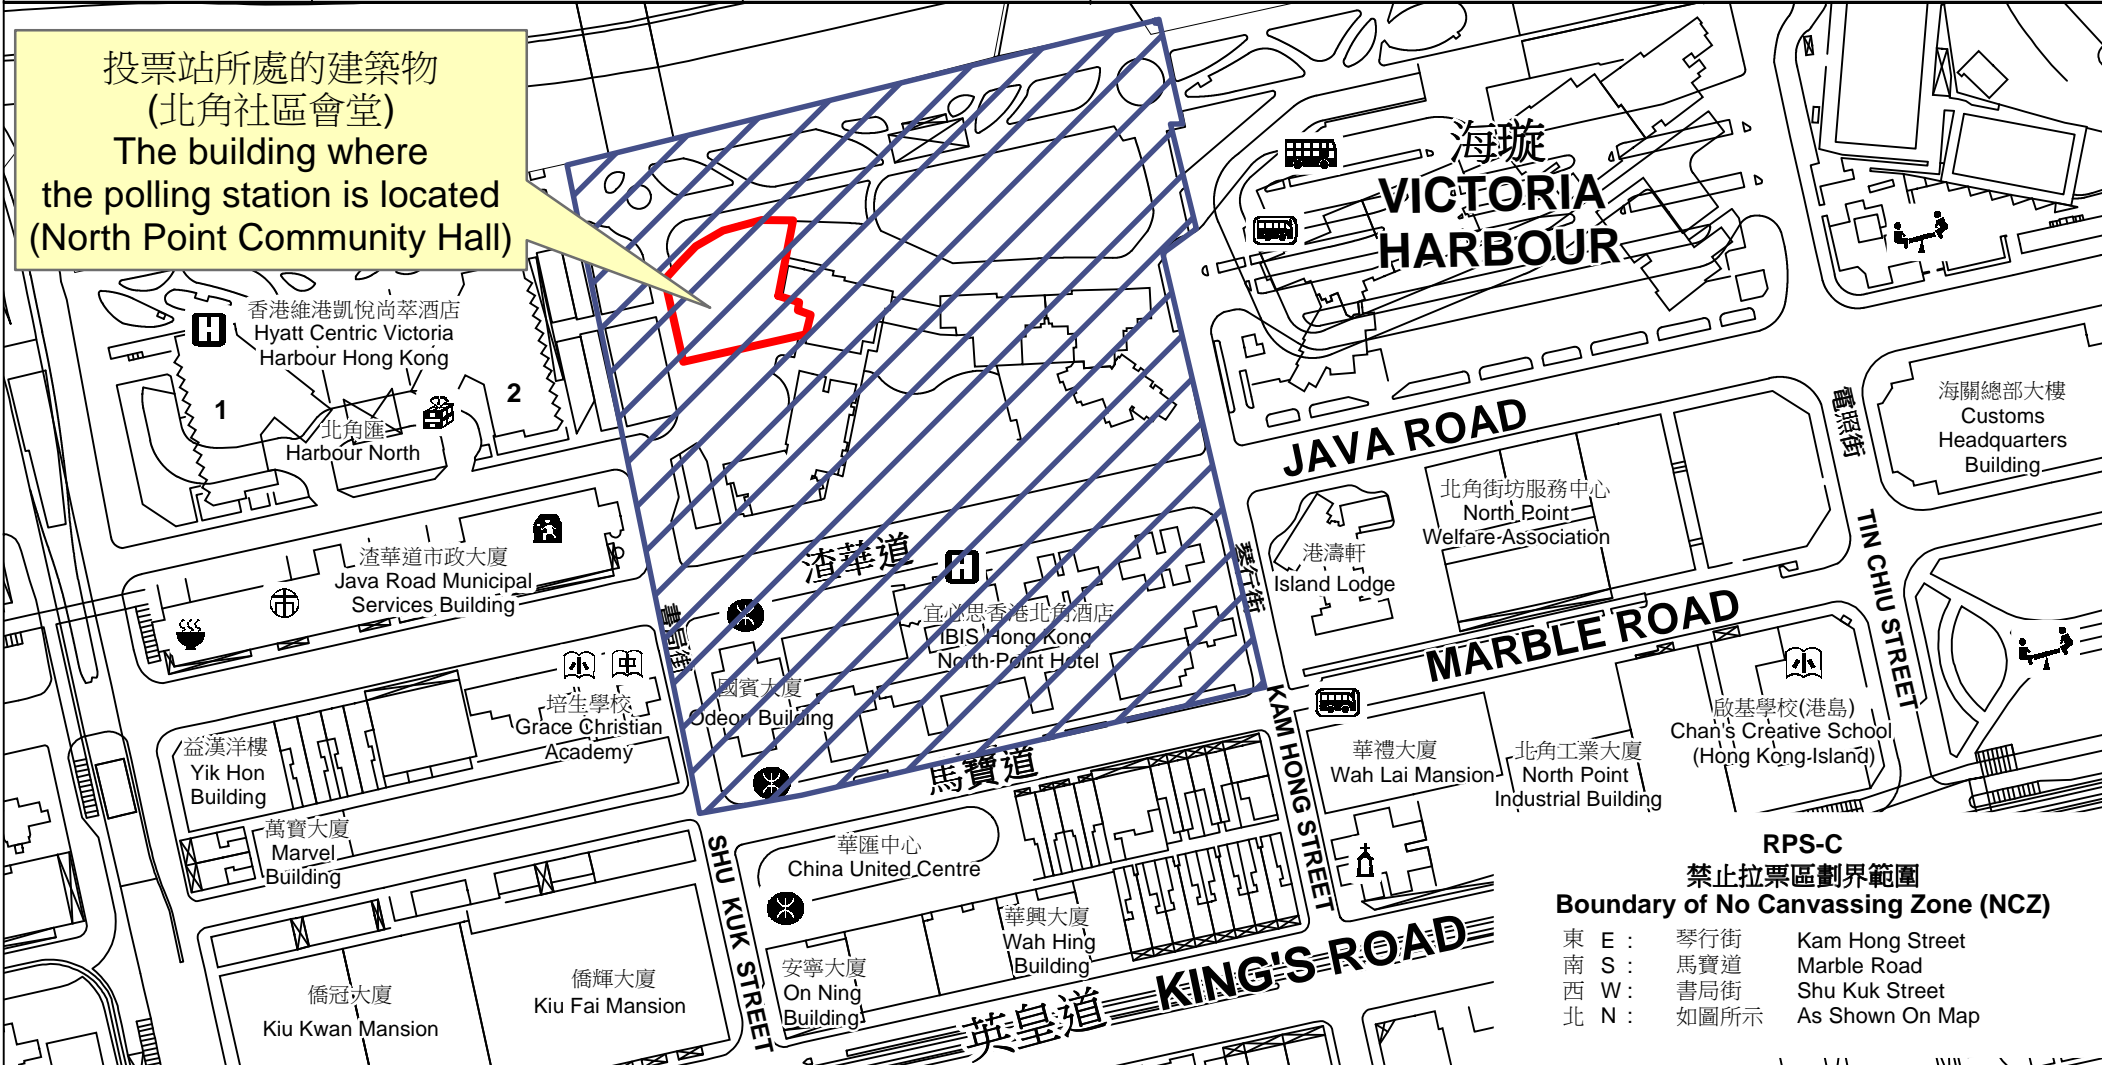 投票站所處的建築物
(北角社區會堂)
The building where
the polling station is located
(North Point Community Hall)
海璇
VICTORIA
HARBOUR
香港維港凱悅尚萃酒店
Hyatt Centric Victoria
Harbour Hong Kong
H
1
2
北角匯
Harbour North
JAVA ROAD
電照街
海關總部大樓
Customs
Headquarters
Building
北角街坊服務中心
North Point
Welfare Association
港濤軒
Island Lodge
琴行街
TIN CHIU STREET
渣華道市政大廈
Java Road Municipal
Services Building
市
渣華道
H
宜必思香港北角酒店
IBIS Hong Kong
North Point Hotel
書局街
國賓大廈
Odeon Building
小
中
培生學校
Grace Christian
Academy
MARBLE ROAD
小
啟基學校(港島)
Chan's Creative School
(Hong Kong Island)
益漢洋樓
Yik Hon
Building
馬寶道
KAM HONG STREET
華禮大廈
Wah Lai Mansion
北角工業大廈
North Point
Industrial Building
萬寶大廈
Marvel
Building
SHU KUK STREET
華匯中心
China United Centre
華興大廈
Wah Hing
Building
安寧大廈
On Ning
Building
僑冠大廈
Kiu Kwan Mansion
僑輝大廈
Kiu Fai Mansion
英皇道 KING'S ROAD
RPS-C
禁止拉票區劃界範圍
Boundary of No Canvassing Zone (NCZ)
東 E : 琴行街 Kam Hong Street
南 S : 馬寶道 Marble Road
西 W : 書局街 Shu Kuk Street
北 N : 如圖所示 As Shown On Map